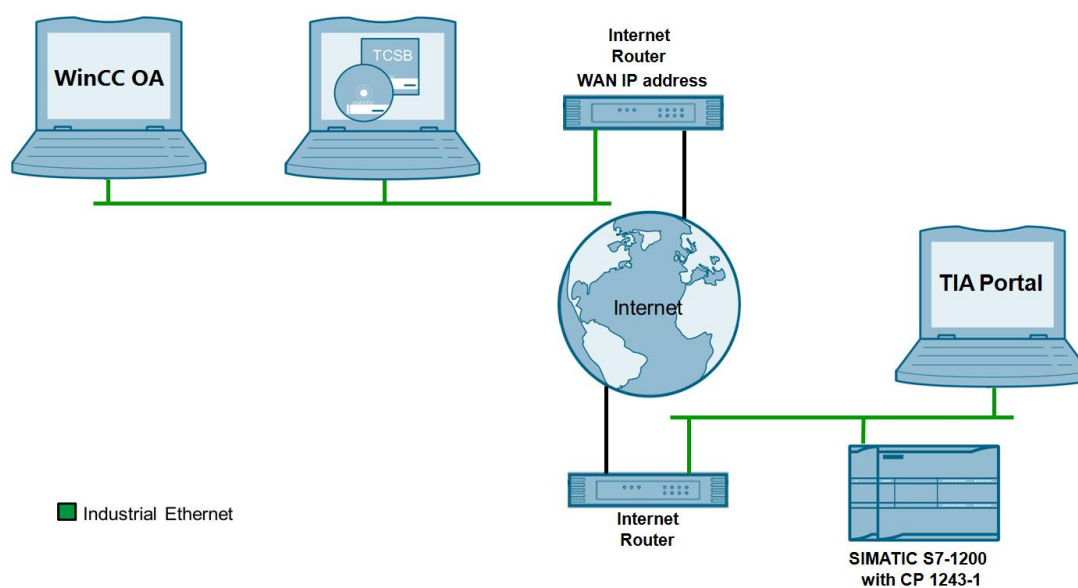 WinCC OA
TCSB
Internet
Router
WAN IP address
Internet
TIA Portal
Industrial Ethernet
Internet
Router
SIMATIC S7-1200
with CP 1243-1